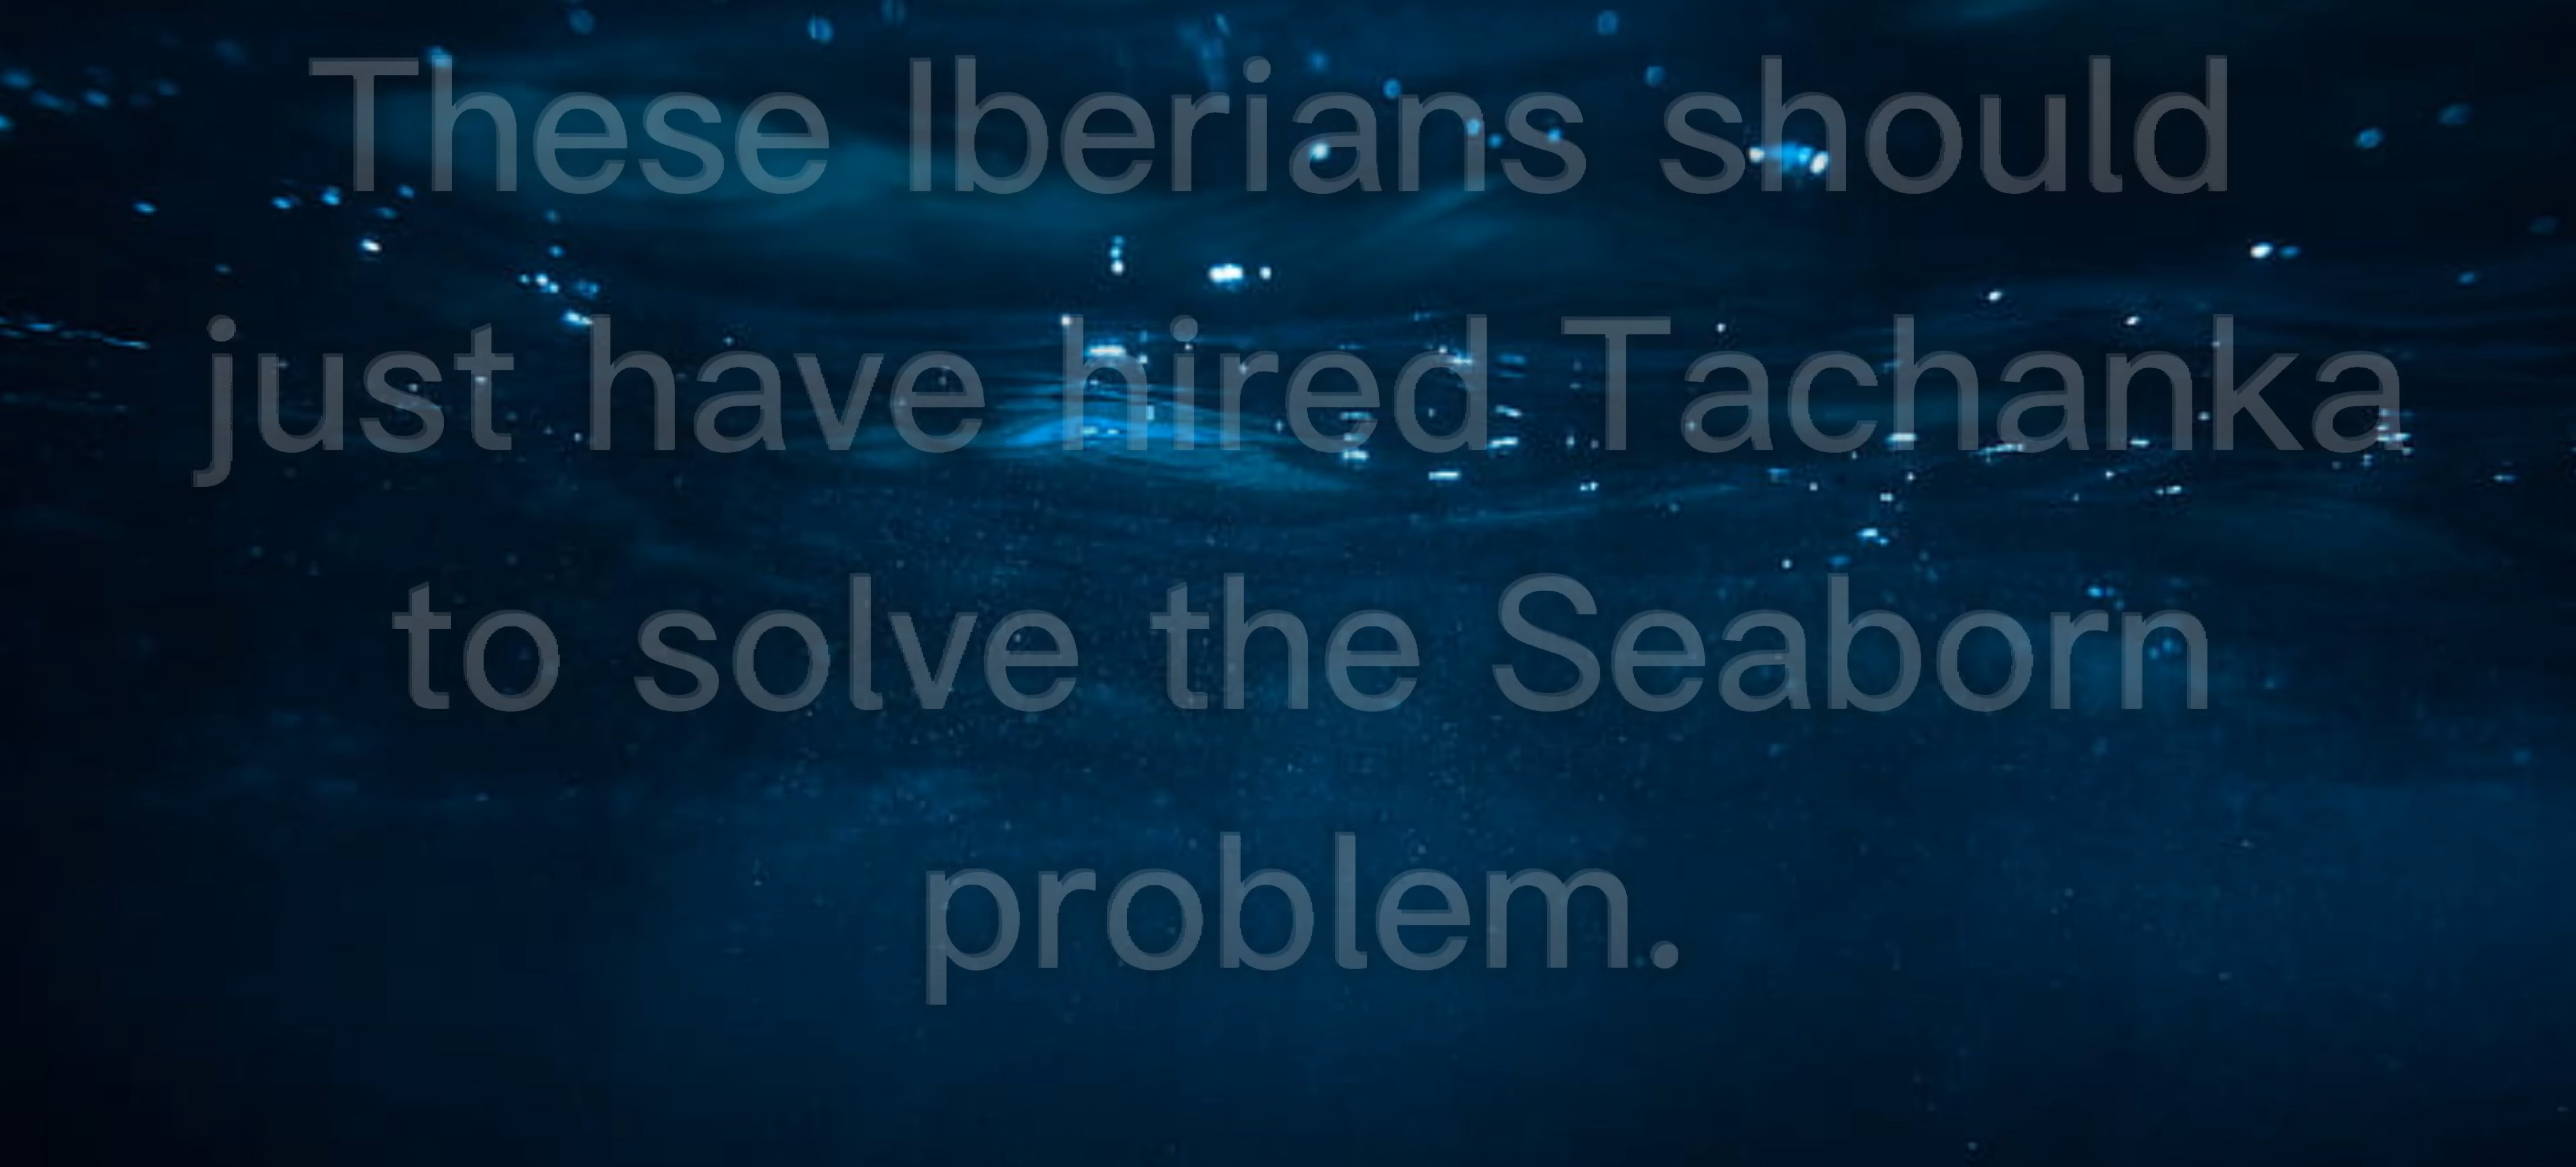 These Iberians should
just have hired Tachanka
to solve the Seaborn
problem.